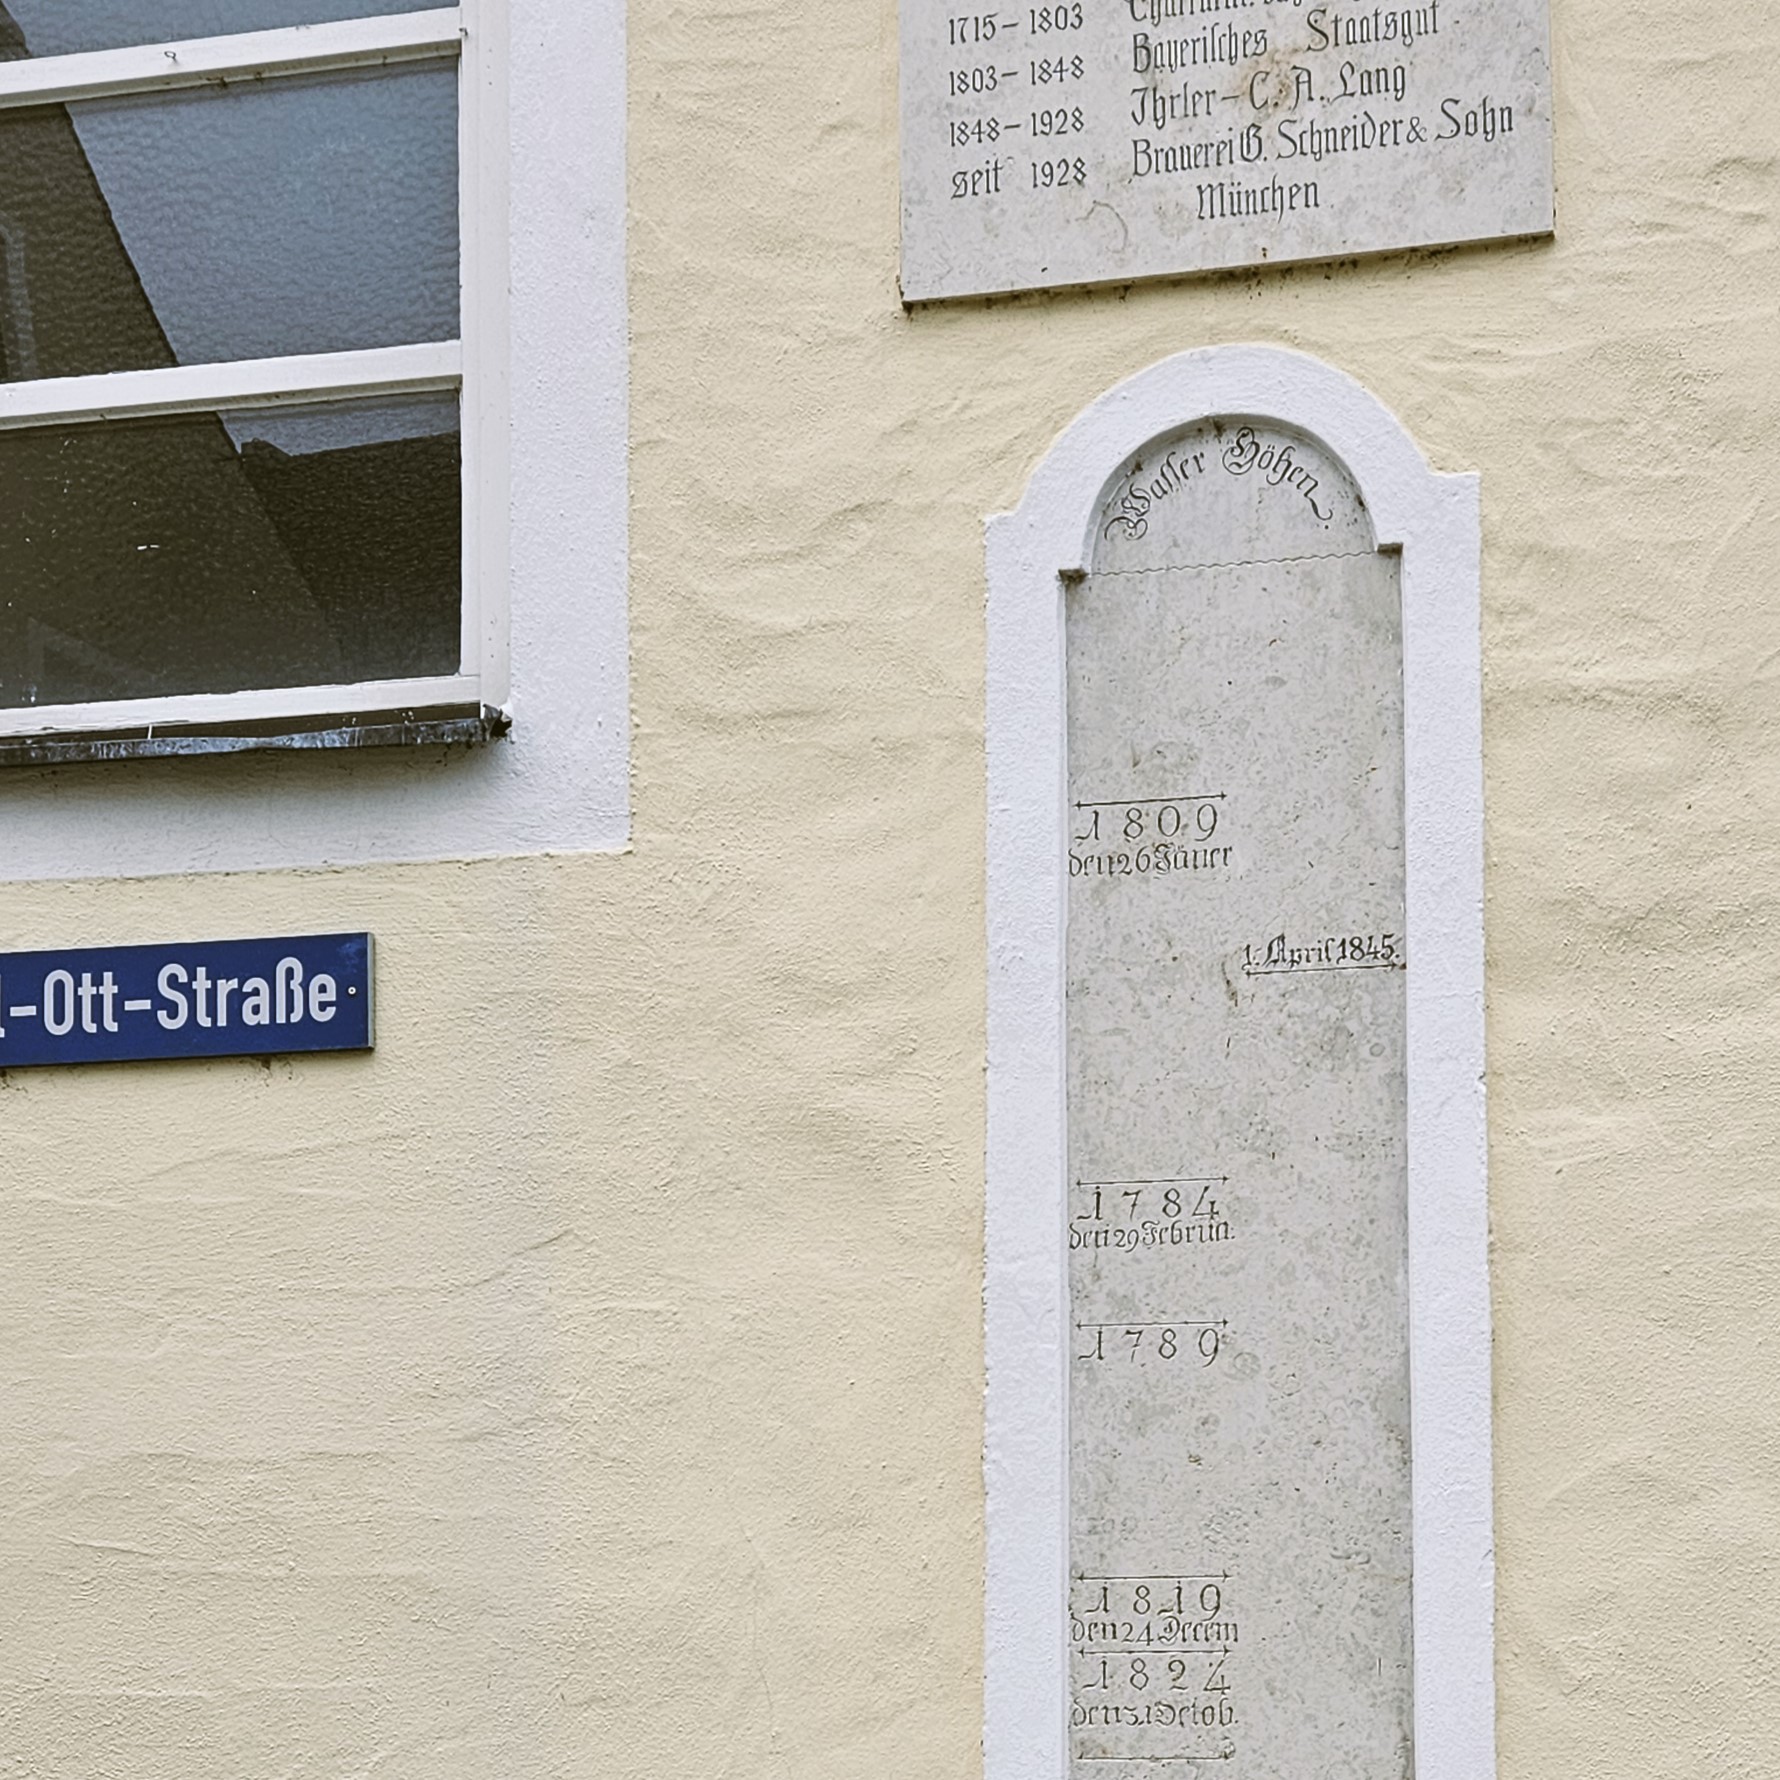 1715 – 1803
1803 – 1848 Bayerisches Staatsgut
1848 – 1928 Ihrler – C. A. Lang
seit 1928 Brauerei G. Schneider & Sohn
München
Wasser Höhen
1809
den 26 Jäner
1. April 1845.
-Ott-Straße
1784
den 29 Februa.
1789
1819
den 24 Decem
1824
den 31 Octob.